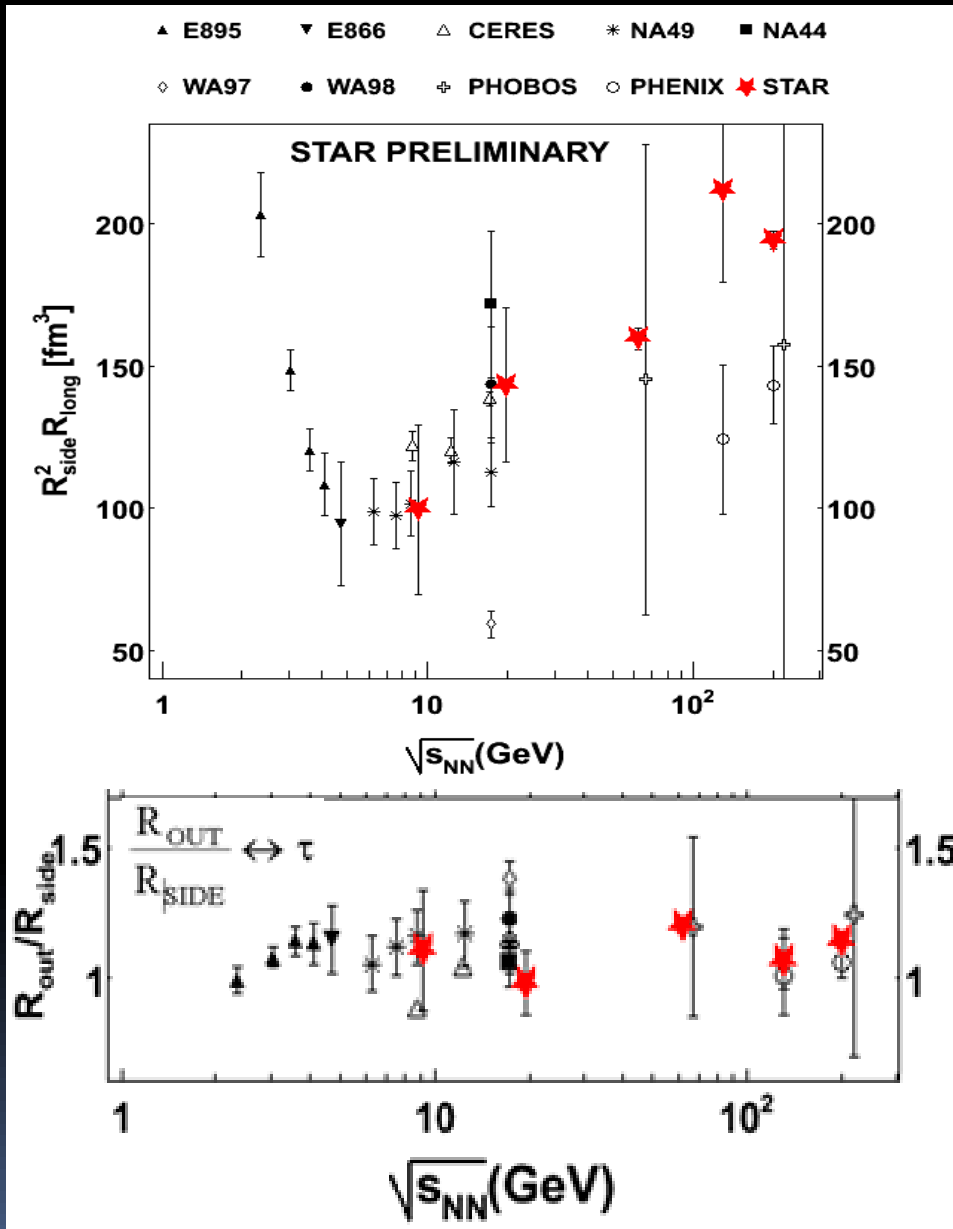 E895 E866 CERES NA49 NA44
WA97 WA98 PHOBOS PHENIX STAR
STAR PRELIMINARY
R²side Rlong [fm³]
200 200
150 150
100 100
50 50
1 10 10²
√sNN(GeV)
ROUT/RSIDE ↔ τ
Rout/Rside
1.5 1.5
1 1
1 10 10²
√sNN(GeV)